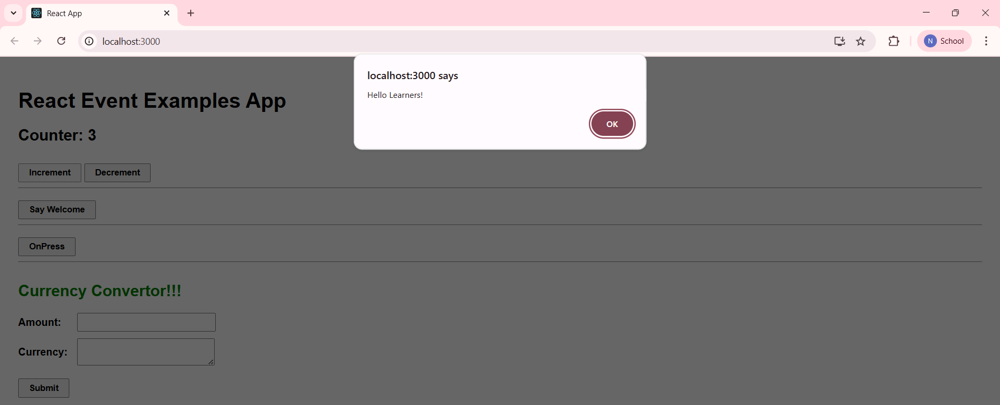 React App
localhost:3000
N School
localhost:3000 says
Hello Learners!
OK
React Event Examples App
Counter: 3
Increment Decrement
Say Welcome
OnPress
Currency Convertor!!!
Amount:
Currency:
Submit